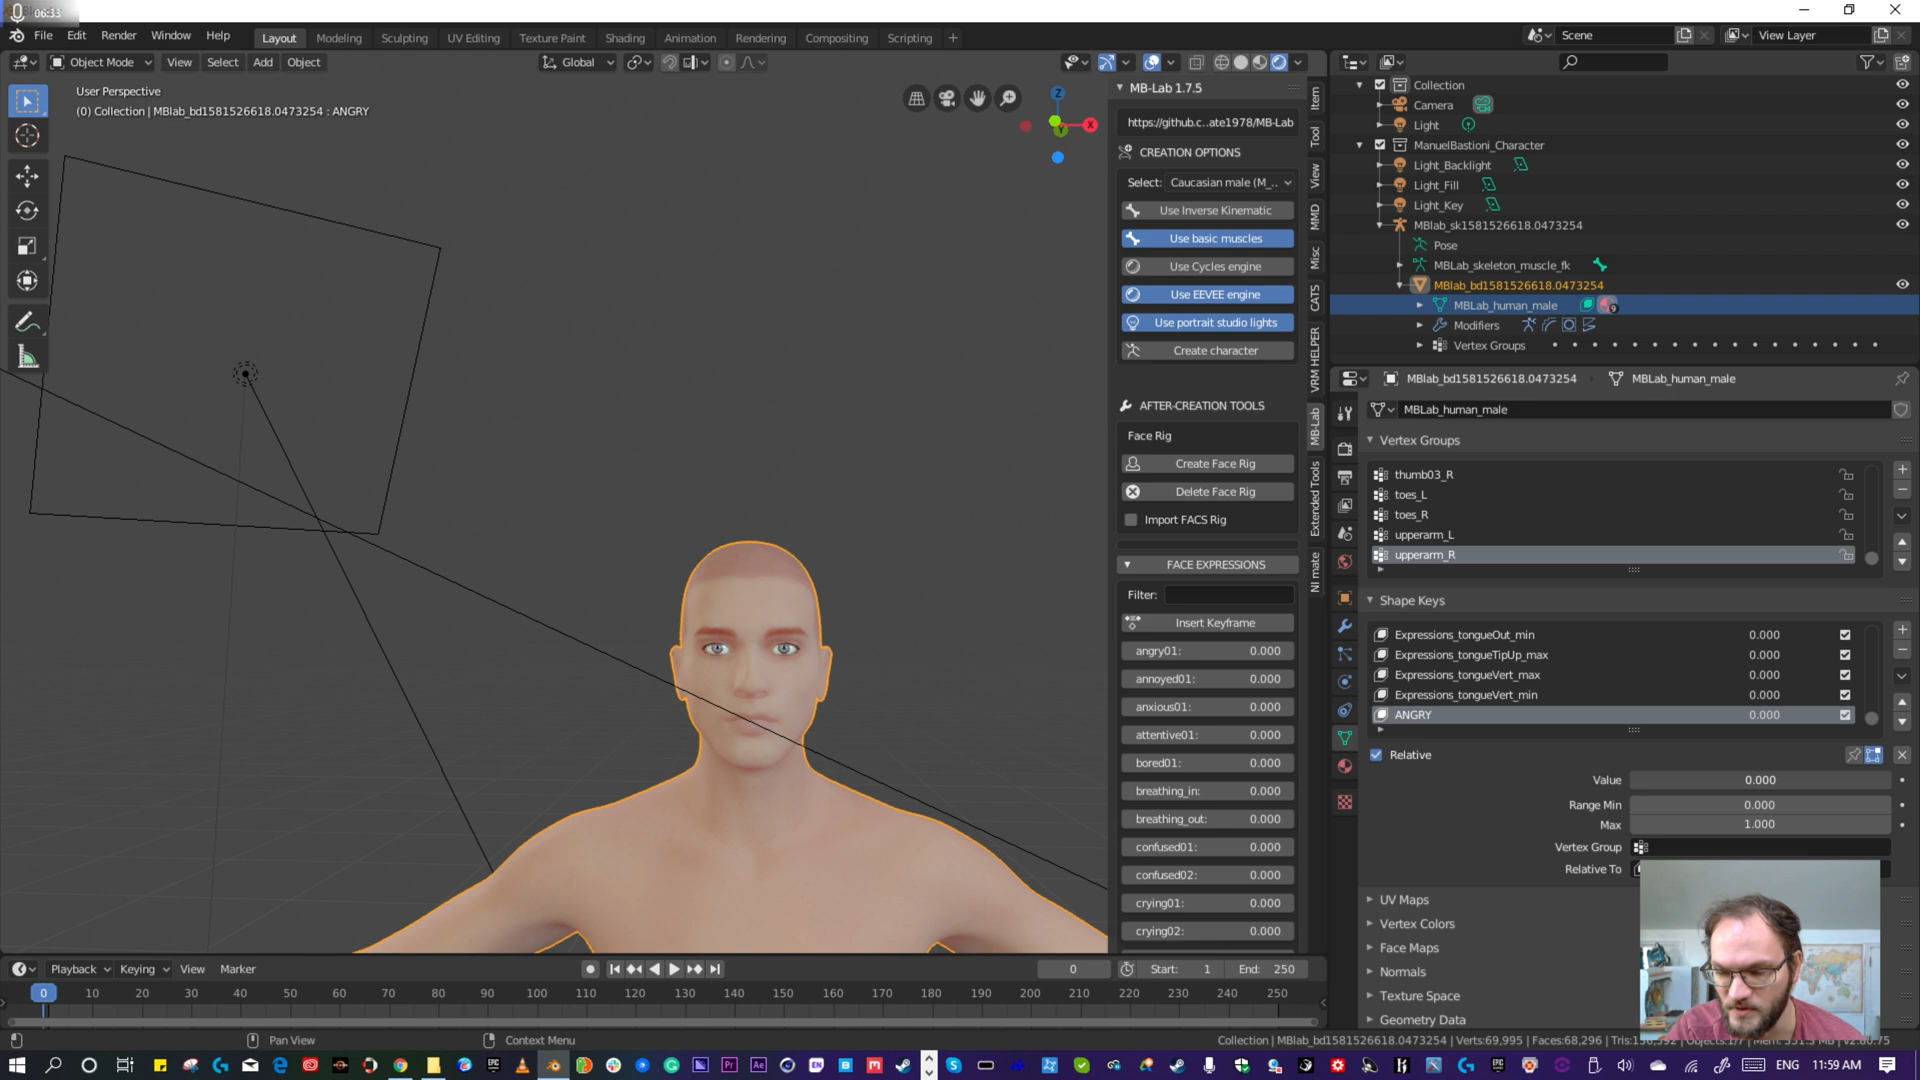 06:33
File Edit Render Window Help
Layout Modeling Sculpting UV Editing Texture Paint Shading Animation Rendering Compositing Scripting +
Scene
View Layer
Object Mode View Select Add Object
Global
User Perspective
(0) Collection | MBlab_bd1581526618.0473254 : ANGRY
Z
X
Y
MB-Lab 1.7.5
https://github.c..ate1978/MB-Lab
CREATION OPTIONS
Select: Caucasian male (M_..
Use Inverse Kinematic
Use basic muscles
Use Cycles engine
Use EEVEE engine
Use portrait studio lights
Create character
AFTER-CREATION TOOLS
Face Rig
Create Face Rig
Delete Face Rig
Import FACS Rig
FACE EXPRESSIONS
Filter:
Insert Keyframe
angry01: 0.000
annoyed01: 0.000
anxious01: 0.000
attentive01: 0.000
bored01: 0.000
breathing_in: 0.000
breathing_out: 0.000
confused01: 0.000
confused02: 0.000
crying01: 0.000
crying02: 0.000
Item
Tool
View
MMD
Misc
CATS
VRM HELPER
MB-Lab
Extended Tools
NI mate
Collection
Camera
Light
ManuelBastioni_Character
Light_Backlight
Light_Fill
Light_Key
MBlab_sk1581526618.0473254
Pose
MBLab_skeleton_muscle_fk
MBlab_bd1581526618.0473254
MBLab_human_male 9
Modifiers
Vertex Groups
MBlab_bd1581526618.0473254 MBLab_human_male
MBLab_human_male
Vertex Groups
thumb03_R
toes_L
toes_R
upperarm_L
upperarm_R
Shape Keys
Expressions_tongueOut_min 0.000
Expressions_tongueTipUp_max 0.000
Expressions_tongueVert_max 0.000
Expressions_tongueVert_min 0.000
ANGRY 0.000
Relative
Value 0.000
Range Min 0.000
Max 1.000
Vertex Group
Relative To
UV Maps
Vertex Colors
Face Maps
Normals
Texture Space
Geometry Data
Playback Keying View Marker
0 Start: 1 End: 250
0 10 20 30 40 50 60 70 80 90 100 110 120 130 140 150 160 170 180 190 200 210 220 230 240 250
Pan View Context Menu
Collection | MBlab_bd1581526618.0473254 | Verts:69,995 | Faces:68,296 |
ENG 11:59 AM